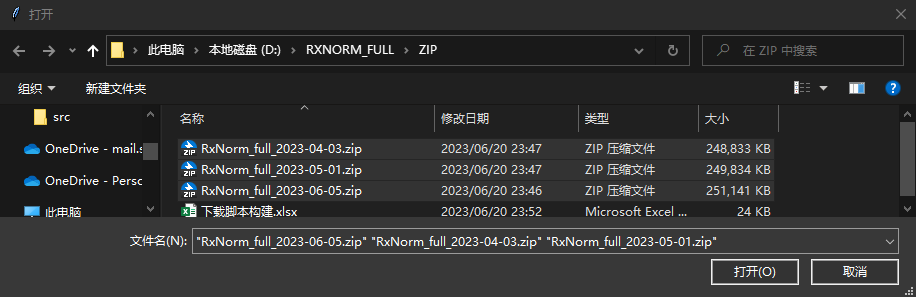 打开
此电脑 > 本地磁盘 (D:) > RXNORM_FULL > ZIP
在 ZIP 中搜索
组织 新建文件夹
名称 修改日期 类型 大小
src
OneDrive - mail.s
OneDrive - Perso
此电脑
RxNorm_full_2023-04-03.zip 2023/06/20 23:47 ZIP 压缩文件 248,833 KB
RxNorm_full_2023-05-01.zip 2023/06/20 23:47 ZIP 压缩文件 249,834 KB
RxNorm_full_2023-06-05.zip 2023/06/20 23:46 ZIP 压缩文件 251,141 KB
下载脚本构建.xlsx 2023/06/20 23:52 Microsoft Excel ... 24 KB
文件名(N): "RxNorm_full_2023-06-05.zip" "RxNorm_full_2023-04-03.zip" "RxNorm_full_2023-05-01.zip"
打开(O) 取消